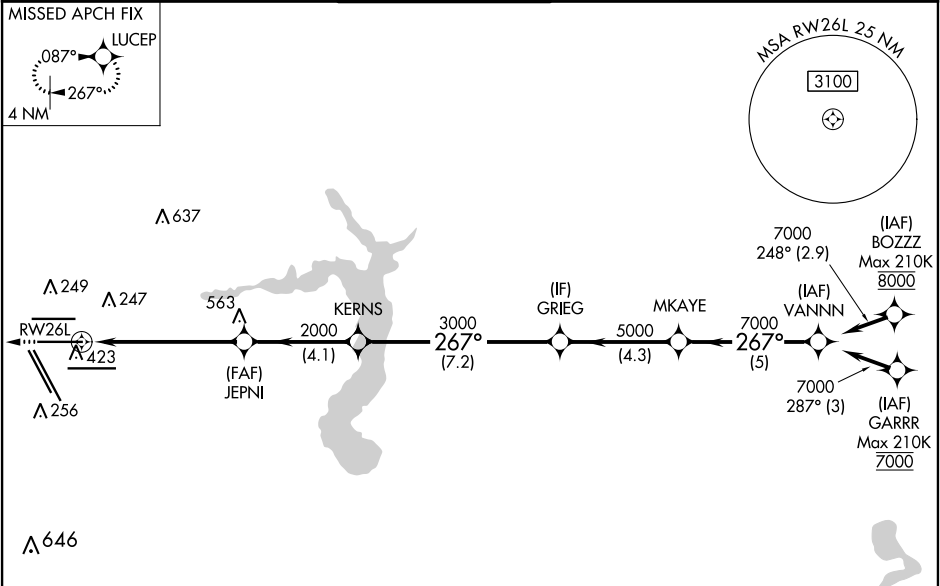 MISSED APCH FIX
LUCEP
087°
267°
4 NM
MSA RW26L 25 NM
3100
637
249
247
563
RW26L
423
256
646
(FAF)
JEPNI
2000
(4.1)
KERNS
3000
267°
(7.2)
(IF)
GRIEG
5000
(4.3)
MKAYE
7000
267°
(5)
(IAF)
VANNN
7000
248° (2.9)
(IAF)
BOZZZ
Max 210K
8000
7000
287° (3)
(IAF)
GARRR
Max 210K
7000